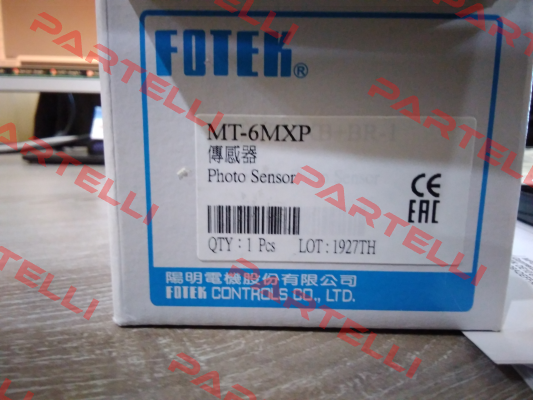 FOTEK®
MT-6MXP
傳感器
Photo Sensor
QTY : 1 Pcs LOT : 1927TH
CE
EAC
陽明電機股份有限公司
FOTEK CONTROLS CO., LTD.
PARTELLI
PARTELLI
PARTELLI
PARTELLI